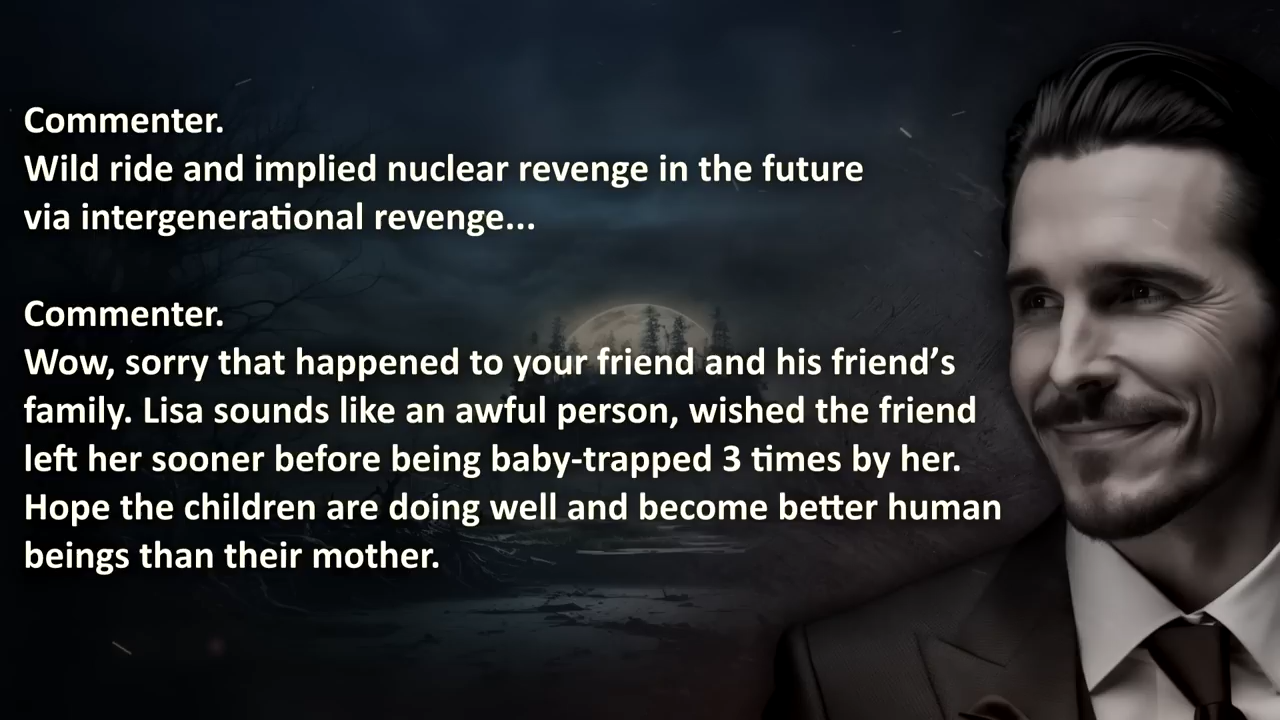 Commenter.
Wild ride and implied nuclear revenge in the future
via intergenerational revenge...
Commenter.
Wow, sorry that happened to your friend and his friend’s
family. Lisa sounds like an awful person, wished the friend
left her sooner before being baby-trapped 3 times by her.
Hope the children are doing well and become better human
beings than their mother.